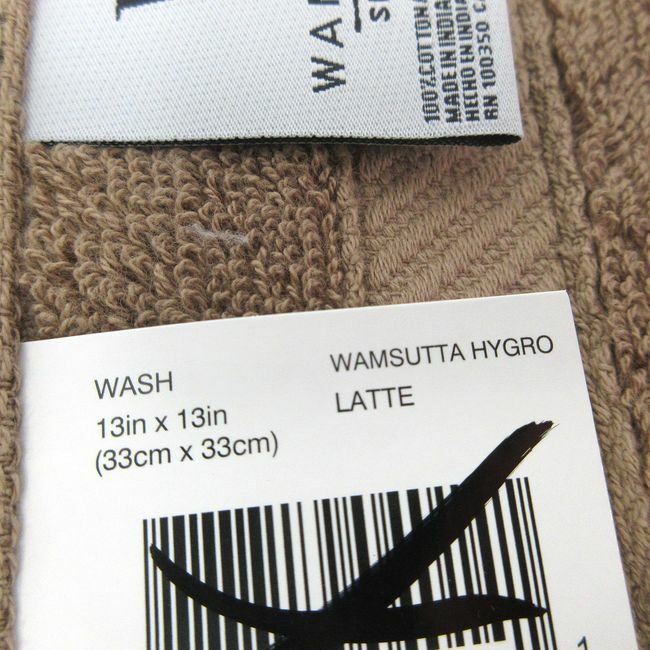 100% COTTON/
MADE IN INDIA
HECHO EN INDIA
RN 100350
WASH
13in x 13in
(33cm x 33cm)
WAMSUTTA HYGRO
LATTE
1